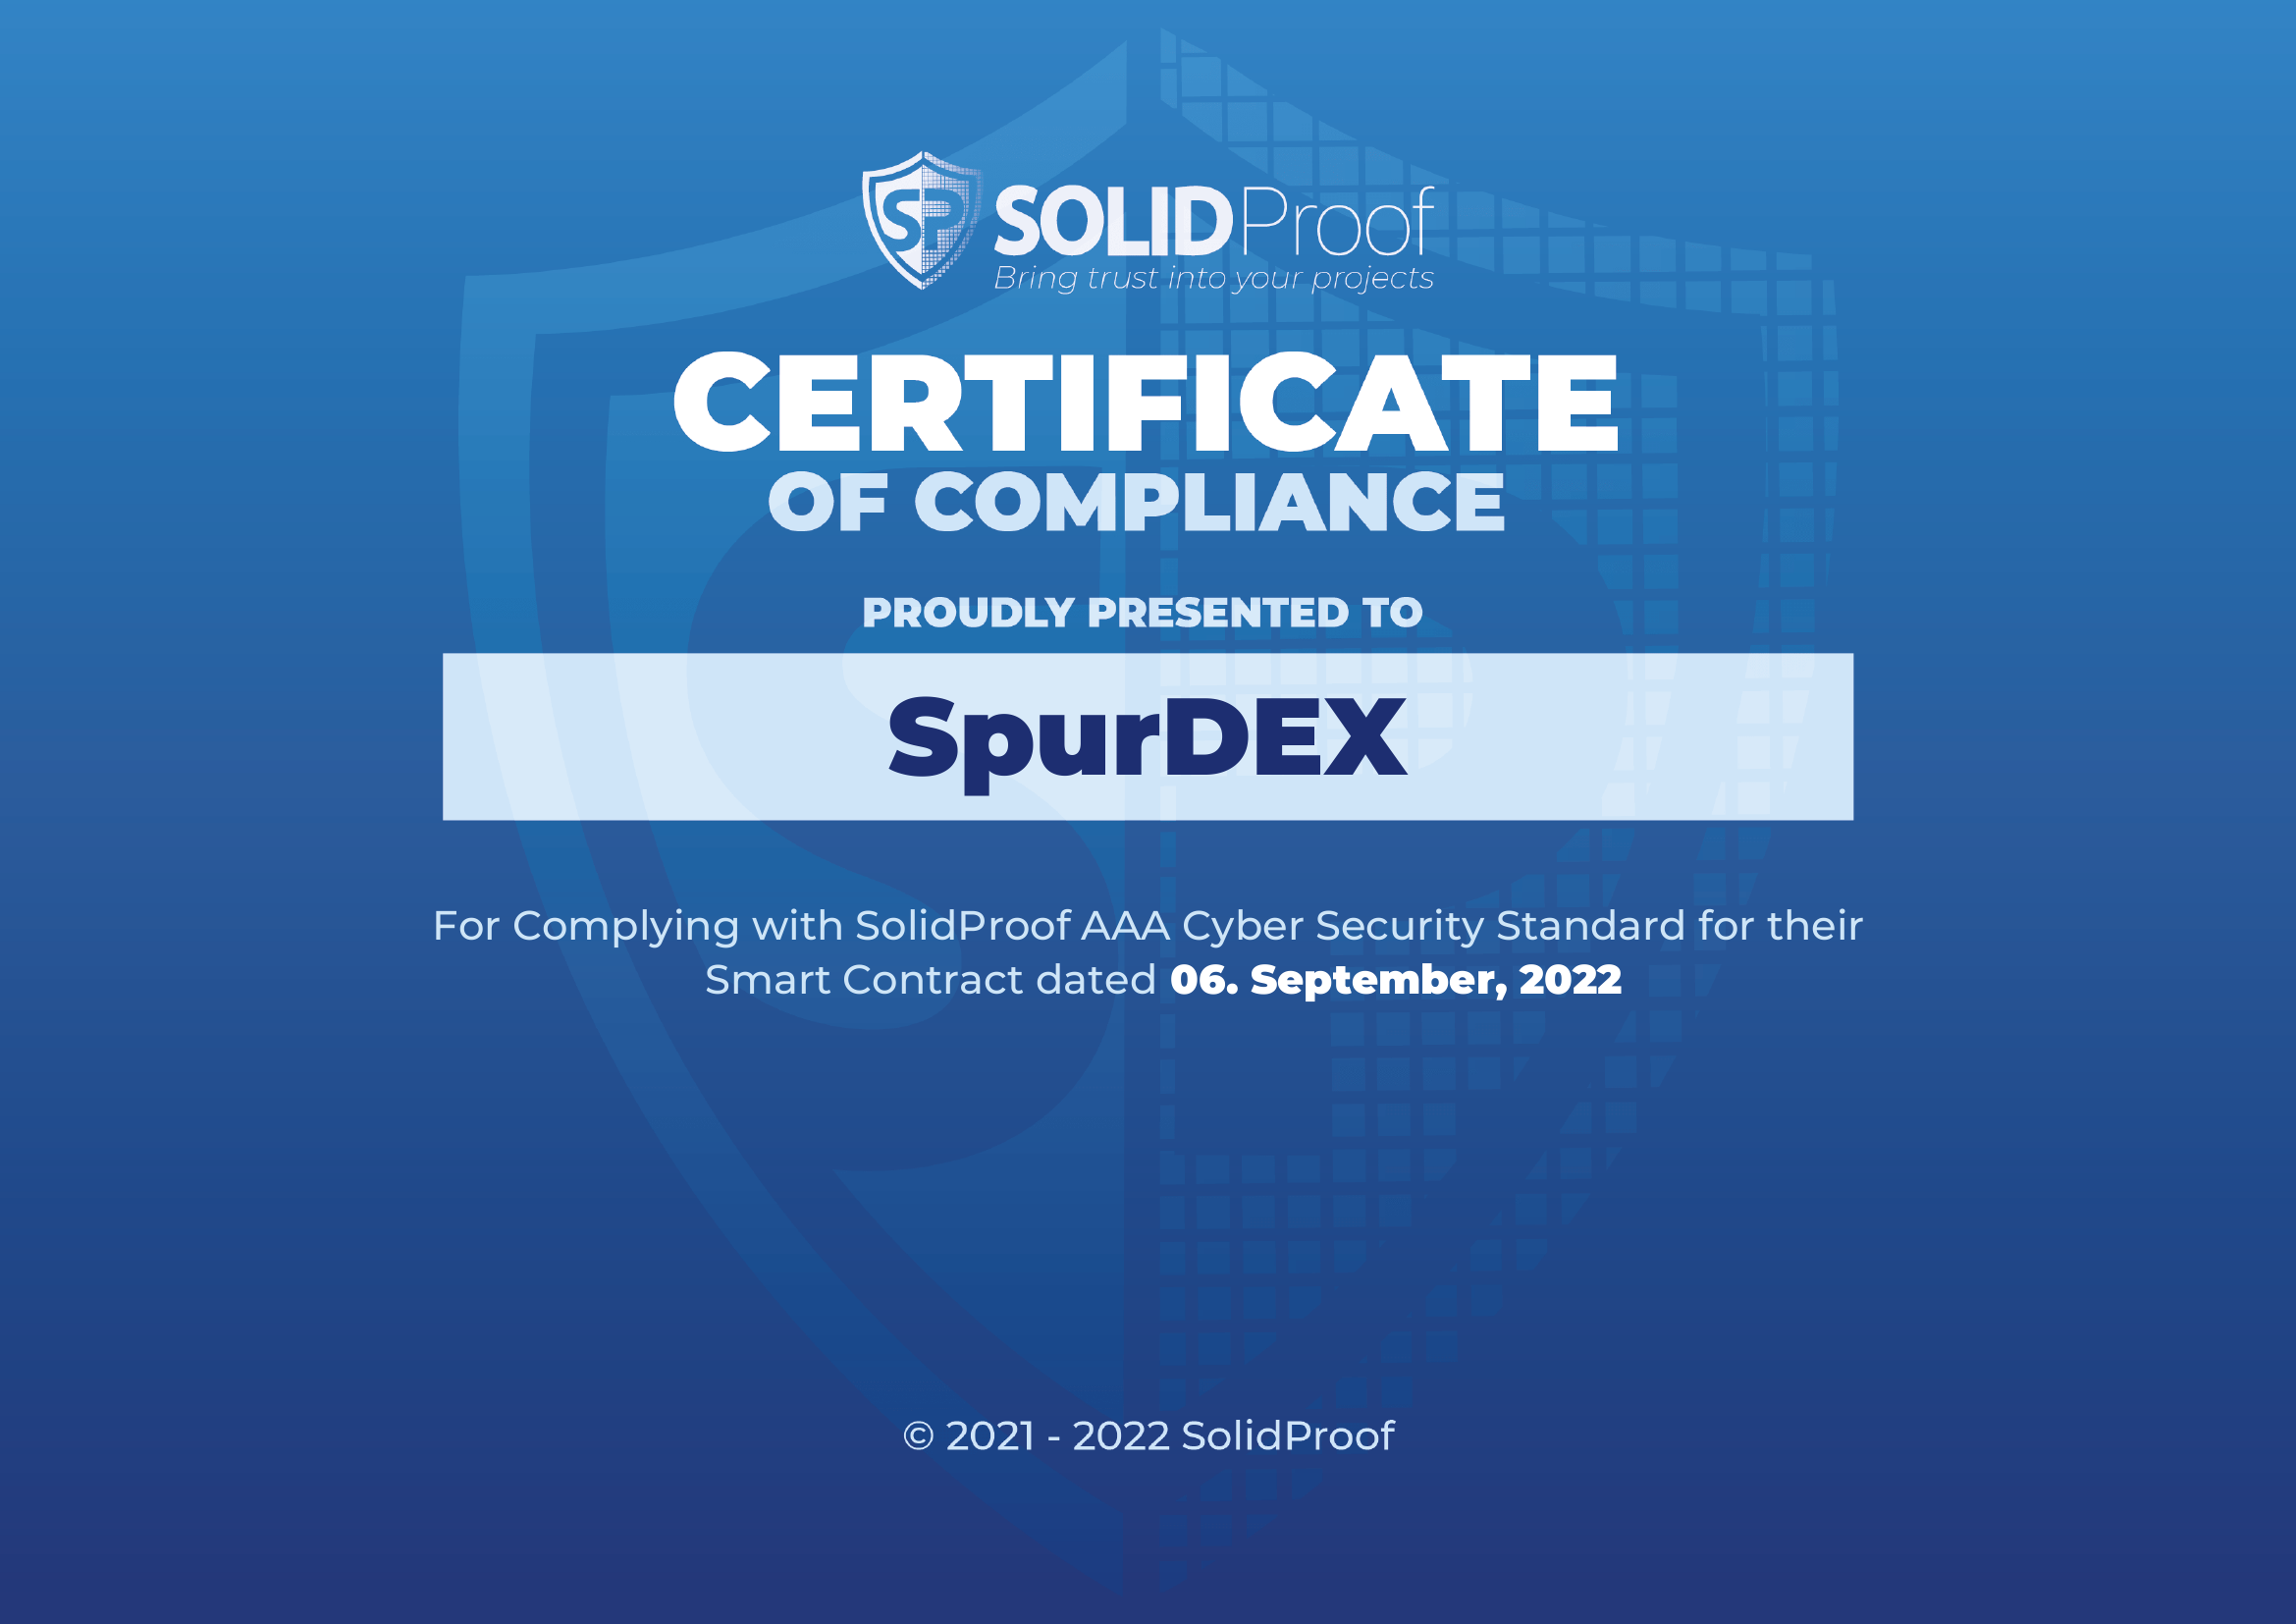 SP SOLIDProof
Bring trust into your projects
CERTIFICATE
OF COMPLIANCE
PROUDLY PRESENTED TO
SpurDEX
For Complying with SolidProof AAA Cyber Security Standard for their
Smart Contract dated 06. September, 2022
© 2021 - 2022 SolidProof